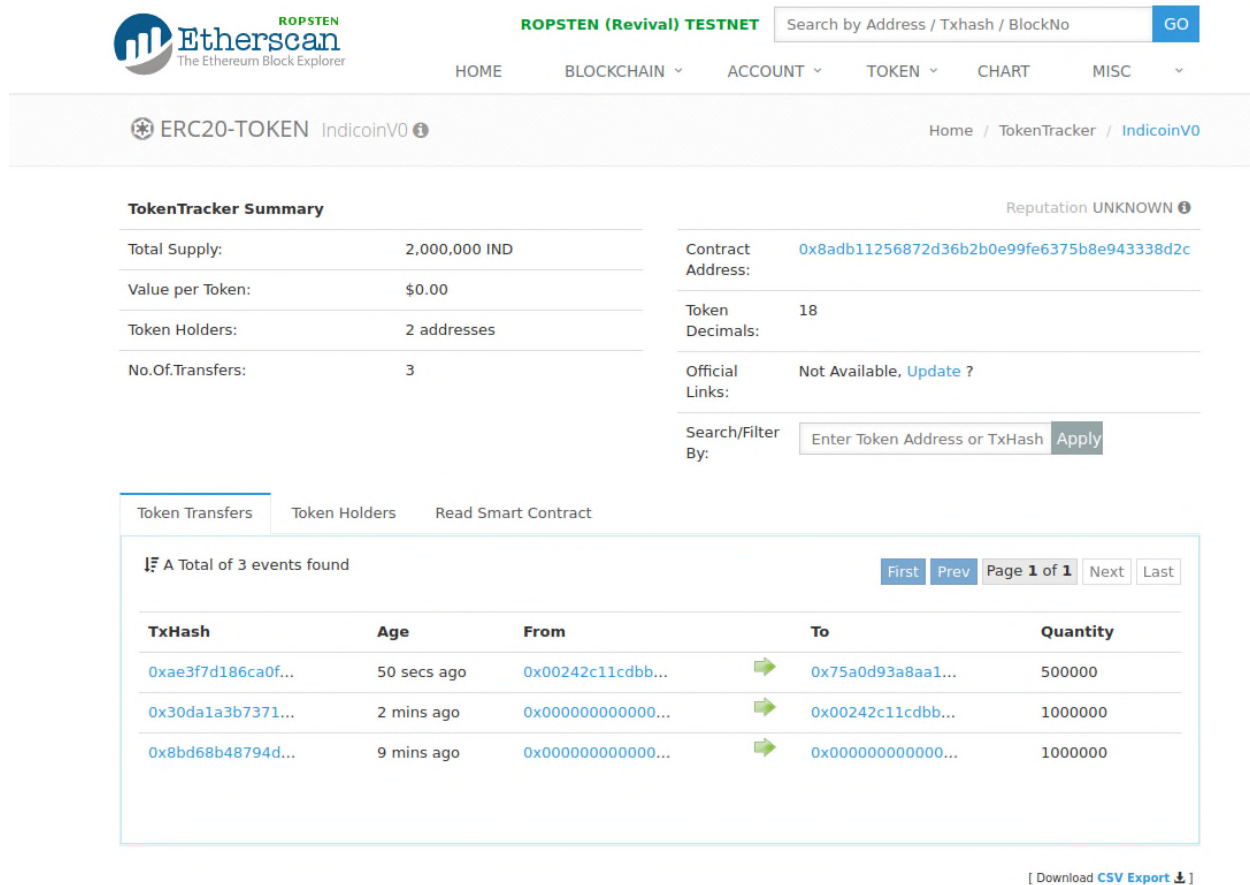 ROPSTEN
Etherscan
The Ethereum Block Explorer
ROPSTEN (Revival) TESTNET
Search by Address / Txhash / BlockNo
GO
HOME BLOCKCHAIN ACCOUNT TOKEN CHART MISC
ERC20-TOKEN IndicoinV0
Home / TokenTracker / IndicoinV0
TokenTracker Summary
Total Supply: 2,000,000 IND
Value per Token: $0.00
Token Holders: 2 addresses
No.Of.Transfers: 3
Reputation UNKNOWN
Contract Address: 0x8adb11256872d36b2b0e99fe6375b8e943338d2c
Token Decimals: 18
Official Links: Not Available, Update ?
Search/Filter By: Enter Token Address or TxHash Apply
Token Transfers Token Holders Read Smart Contract
A Total of 3 events found
First Prev Page 1 of 1 Next Last
TxHash Age From To Quantity
0xae3f7d186ca0f... 50 secs ago 0x00242c11cdbb... 0x75a0d93a8aa1... 500000
0x30da1a3b7371... 2 mins ago 0x000000000000... 0x00242c11cdbb... 1000000
0x8bd68b48794d... 9 mins ago 0x000000000000... 0x000000000000... 1000000
[ Download CSV Export ]